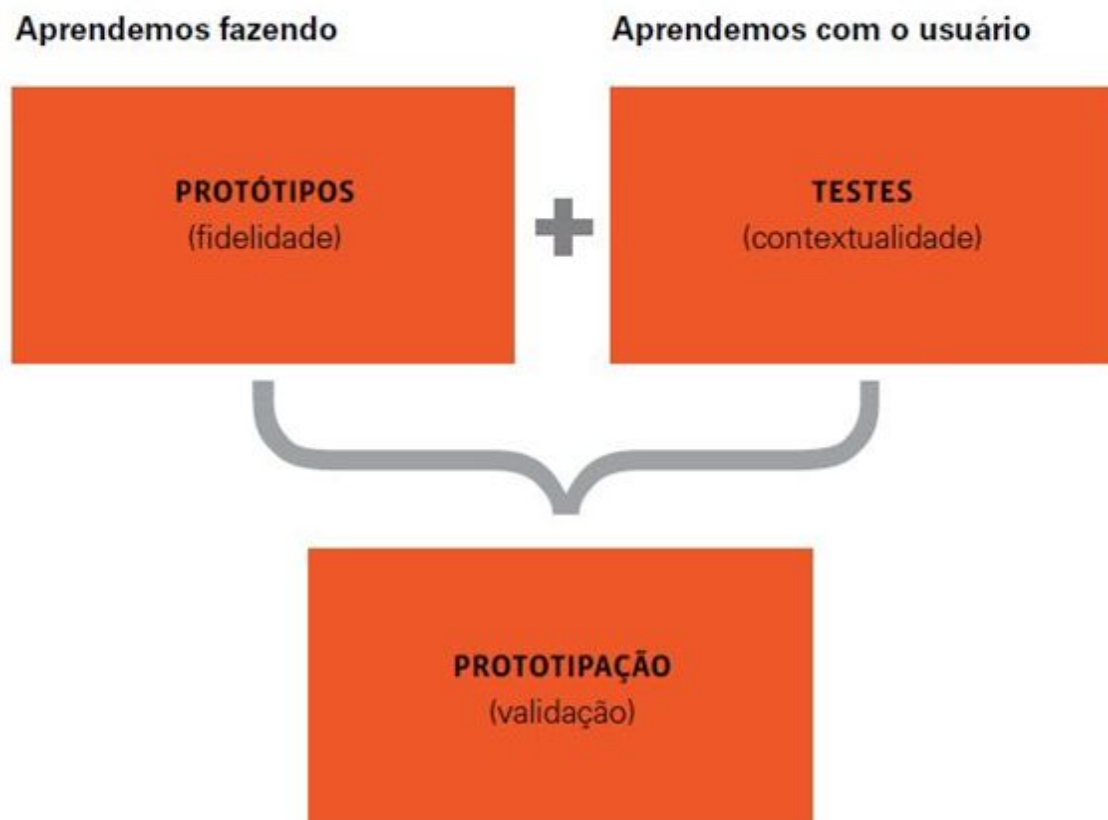 Aprendemos fazendo
Aprendemos com o usuário
PROTÓTIPOS
(fidelidade)
TESTES
(contextualidade)
PROTOTIPAÇÃO
(validação)